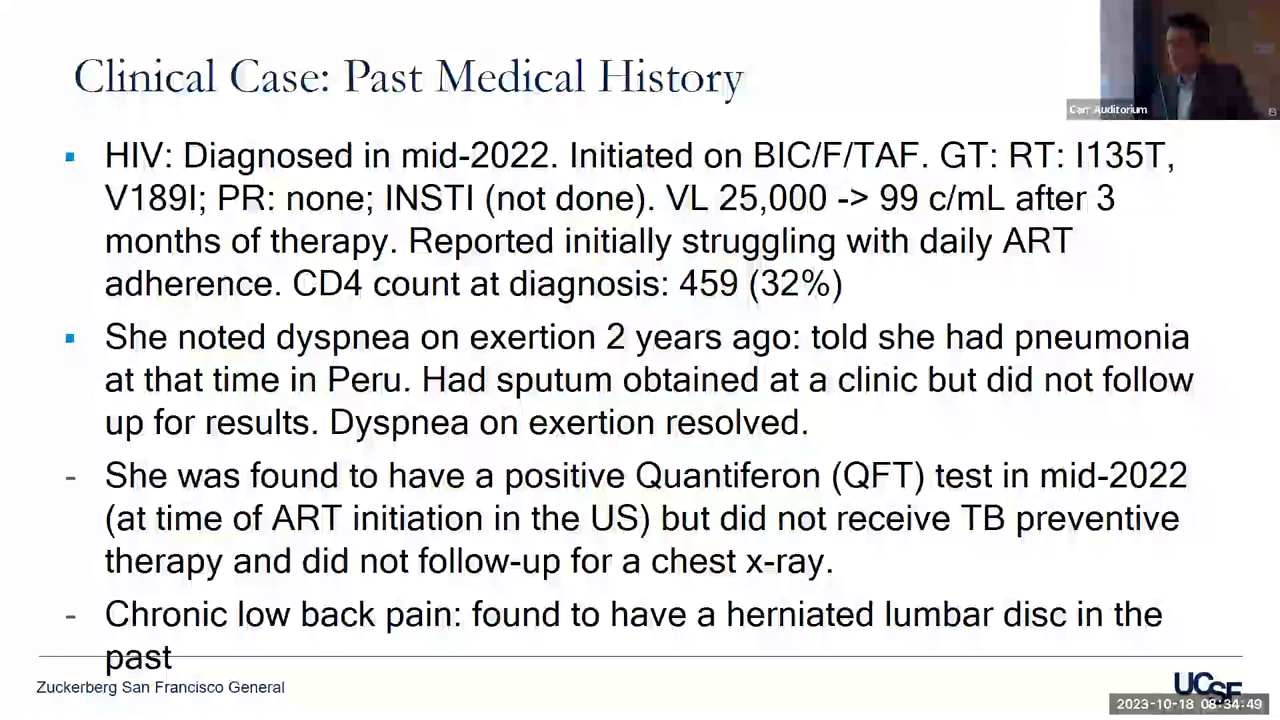 Clinical Case: Past Medical History
Carr Auditorium
▪ HIV: Diagnosed in mid-2022. Initiated on BIC/F/TAF. GT: RT: I135T,
V189I; PR: none; INSTI (not done). VL 25,000 -> 99 c/mL after 3
months of therapy. Reported initially struggling with daily ART
adherence. CD4 count at diagnosis: 459 (32%)
▪ She noted dyspnea on exertion 2 years ago: told she had pneumonia
at that time in Peru. Had sputum obtained at a clinic but did not follow
up for results. Dyspnea on exertion resolved.
- She was found to have a positive Quantiferon (QFT) test in mid-2022
(at time of ART initiation in the US) but did not receive TB preventive
therapy and did not follow-up for a chest x-ray.
- Chronic low back pain: found to have a herniated lumbar disc in the
past
Zuckerberg San Francisco General
UCSF
2023-10-18 08:34:49